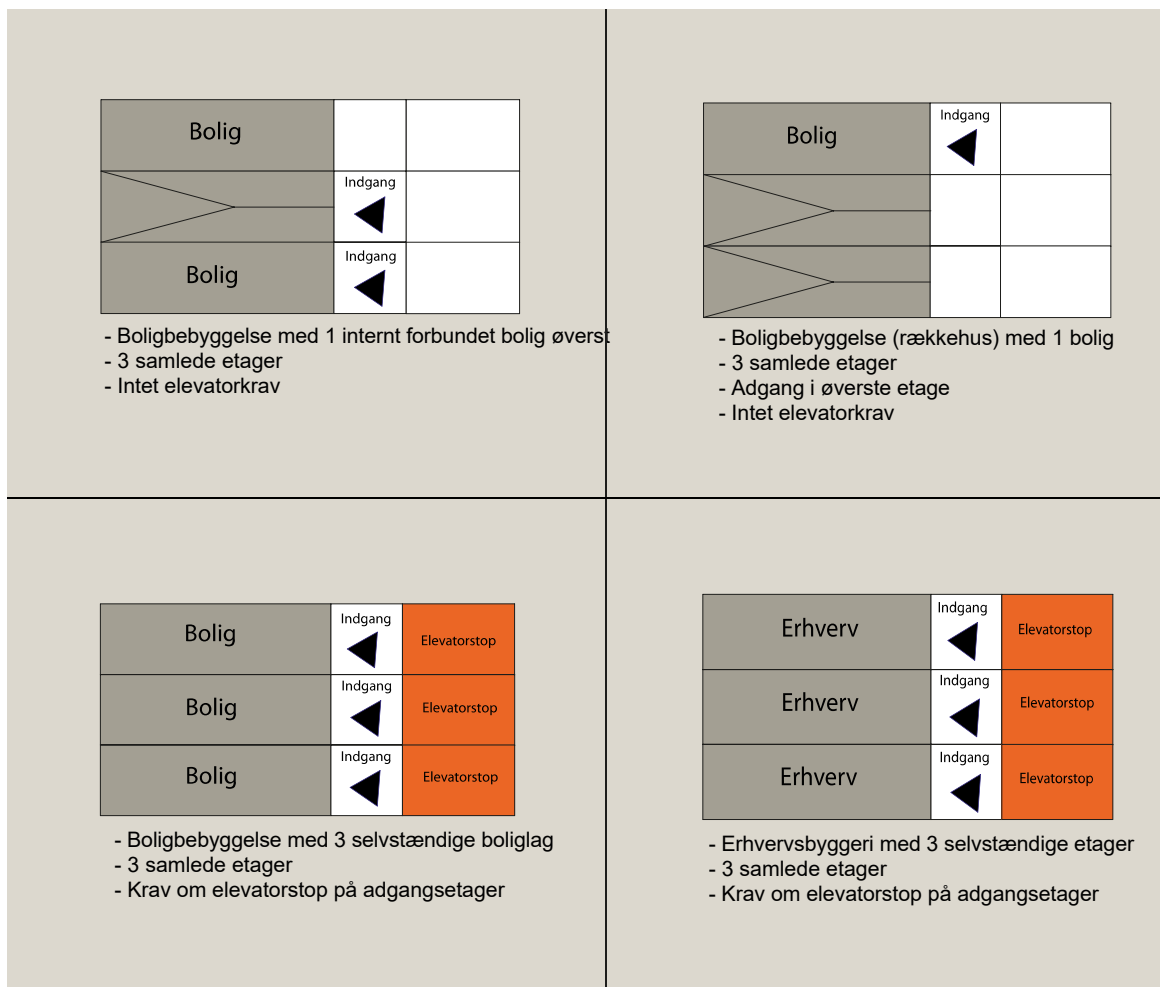 Bolig
Indgang
Bolig
Indgang
- Boligbebyggelse med 1 internt forbundet bolig øverst
- 3 samlede etager
- Intet elevatorkrav
Bolig
Indgang
- Boligbebyggelse (rækkehus) med 1 bolig
- 3 samlede etager
- Adgang i øverste etage
- Intet elevatorkrav
Bolig
Indgang
Elevatorstop
Bolig
Indgang
Elevatorstop
Bolig
Indgang
Elevatorstop
- Boligbebyggelse med 3 selvstændige boliglag
- 3 samlede etager
- Krav om elevatorstop på adgangsetager
Erhverv
Indgang
Elevatorstop
Erhverv
Indgang
Elevatorstop
Erhverv
Indgang
Elevatorstop
- Erhvervsbyggeri med 3 selvstændige etager
- 3 samlede etager
- Krav om elevatorstop på adgangsetager